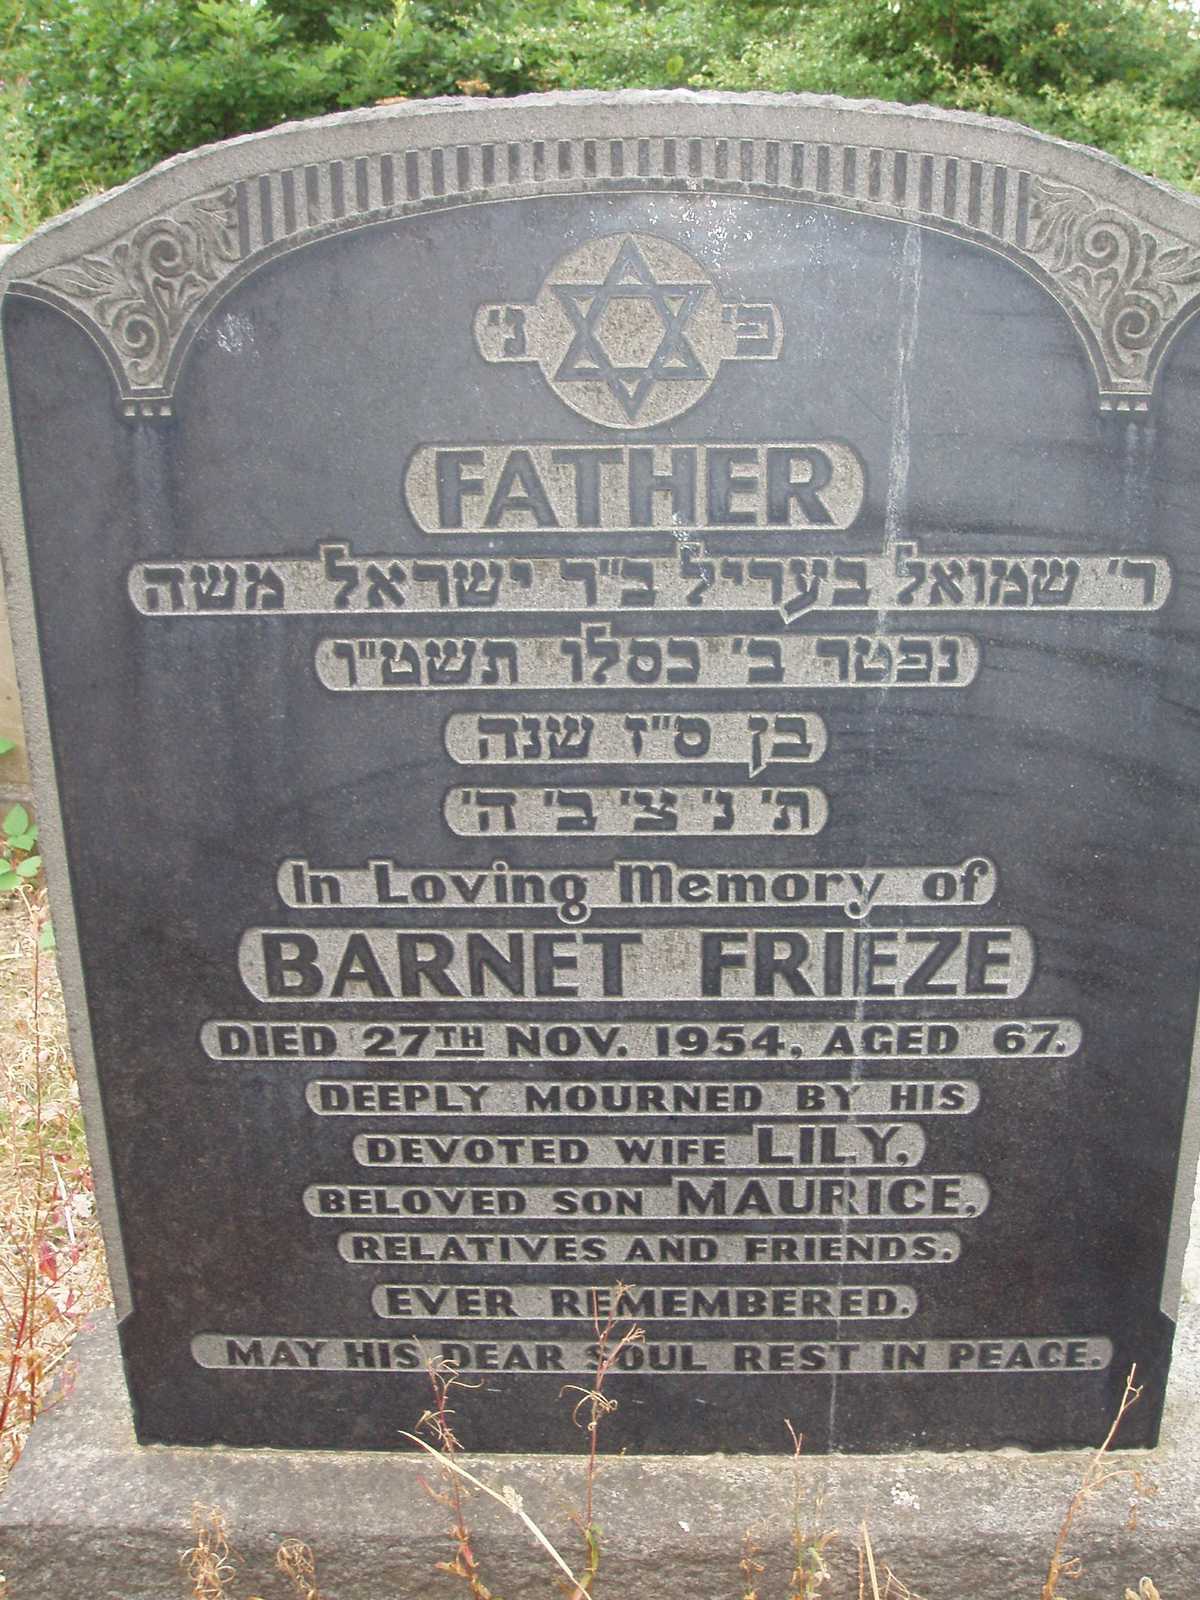 פ' נ'
FATHER
ר' שמואל בעריל ב"ר ישראל משה
נפטר ב' כסלו תשט"ו
בן ס"ז שנה
ת' נ' צ' ב' ה'
In Loving Memory of
BARNET FRIEZE
DIED 27TH NOV. 1954, AGED 67.
DEEPLY MOURNED BY HIS
DEVOTED WIFE LILY,
BELOVED SON MAURICE,
RELATIVES AND FRIENDS.
EVER REMEMBERED.
MAY HIS DEAR SOUL REST IN PEACE.